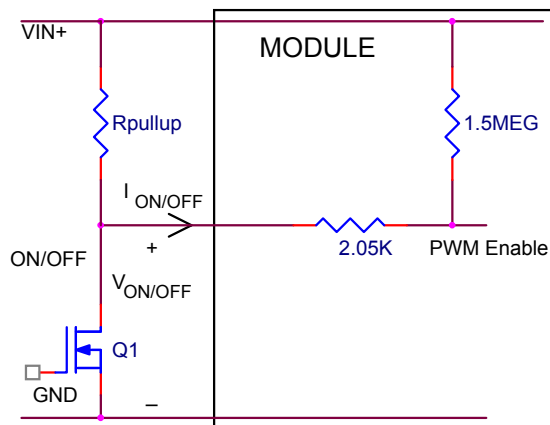 VIN+
MODULE
Rpullup
1.5MEG
I ON/OFF
+
2.05K
PWM Enable
ON/OFF
V ON/OFF
Q1
GND
–